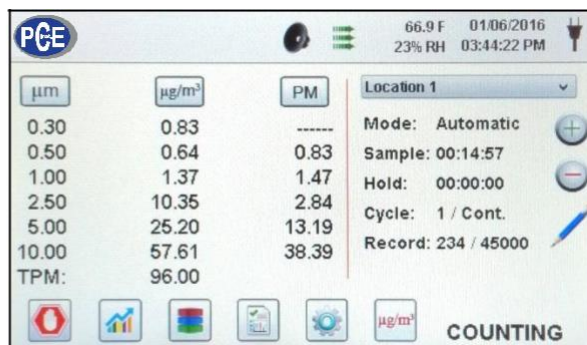 PCE
66.9 F 01/06/2016
23% RH 03:44:22 PM
µm µg/m³ PM
0.30 0.83 ------
0.50 0.64 0.83
1.00 1.37 1.47
2.50 10.35 2.84
5.00 25.20 13.19
10.00 57.61 38.39
TPM: 96.00
Location 1
Mode: Automatic
Sample: 00:14:57
Hold: 00:00:00
Cycle: 1 / Cont.
Record: 234 / 45000
µg/m³
COUNTING